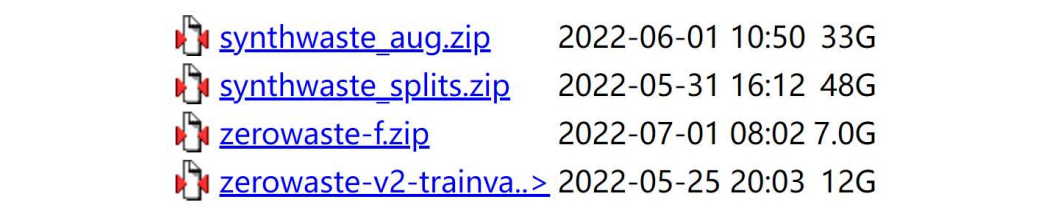 synthwaste_aug.zip 2022-06-01 10:50 33G
synthwaste_splits.zip 2022-05-31 16:12 48G
zerowaste-f.zip 2022-07-01 08:02 7.0G
zerowaste-v2-trainva..> 2022-05-25 20:03 12G